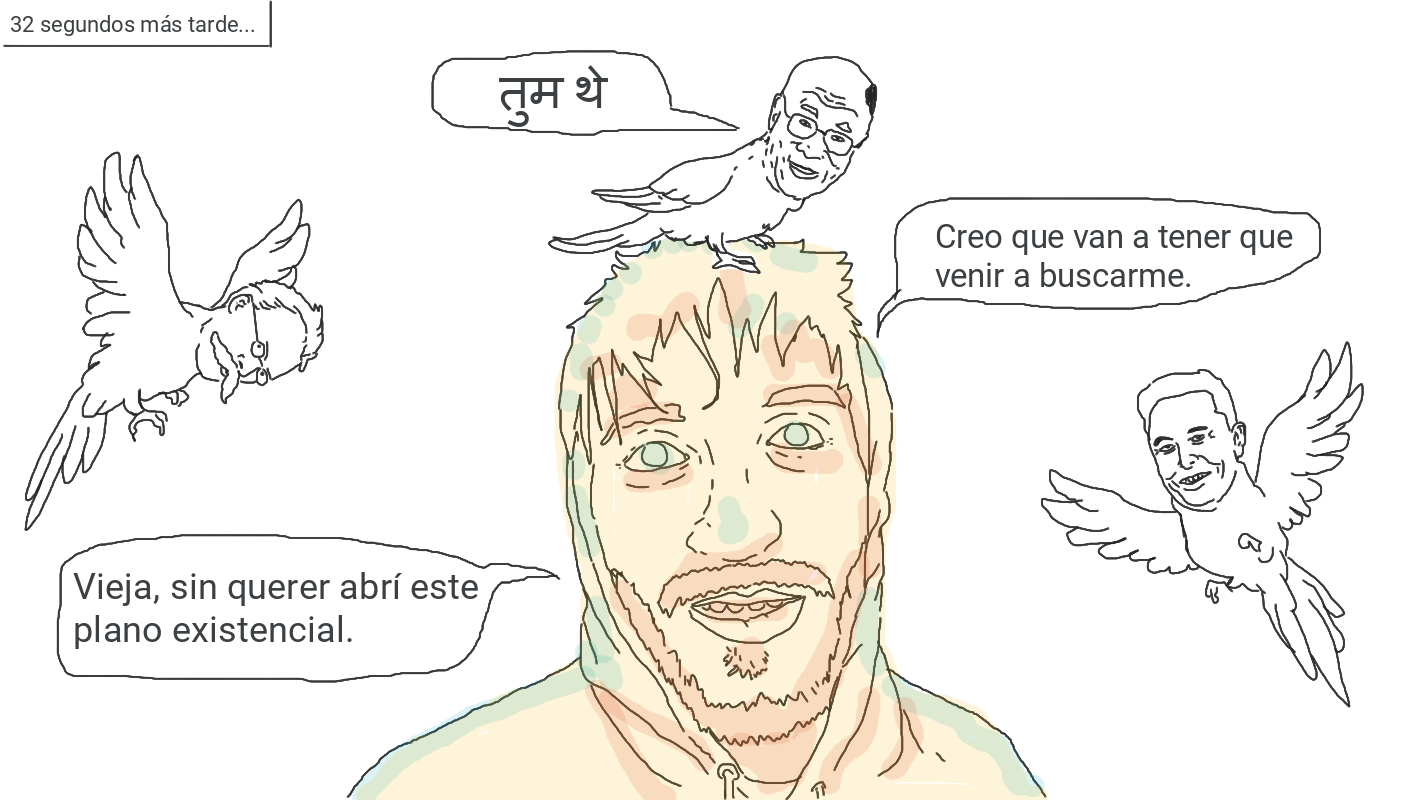 32 segundos más tarde...
तुम थे
Creo que van a tener que
venir a buscarme.
Vieja, sin querer abrí este
plano existencial.